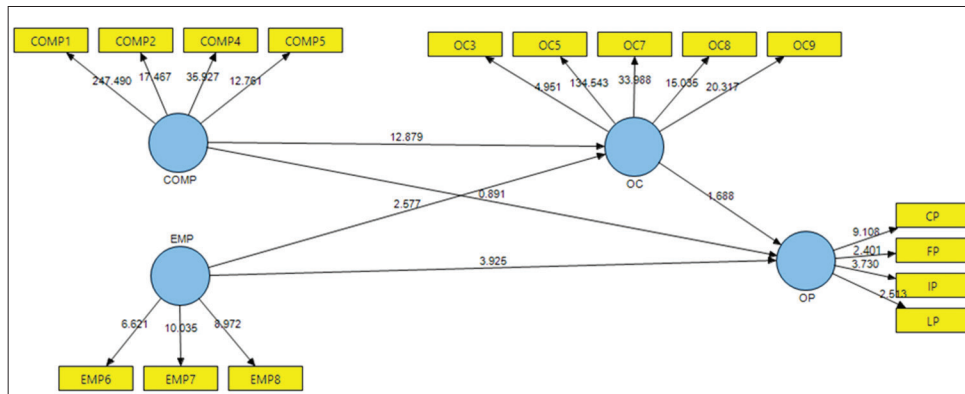 COMP1 COMP2 COMP4 COMP5
OC3 OC5 OC7 OC8 OC9
247.490 17.467 35.927 12.761
4.951 134.543 33.988 15.035 20.317
12.879
COMP
OC
2.577 0.891 1.688
CP
EMP
9.108
FP
2.401
3.925
3.730
IP
OP
2.513
LP
6.621 10.035 8.972
EMP6 EMP7 EMP8